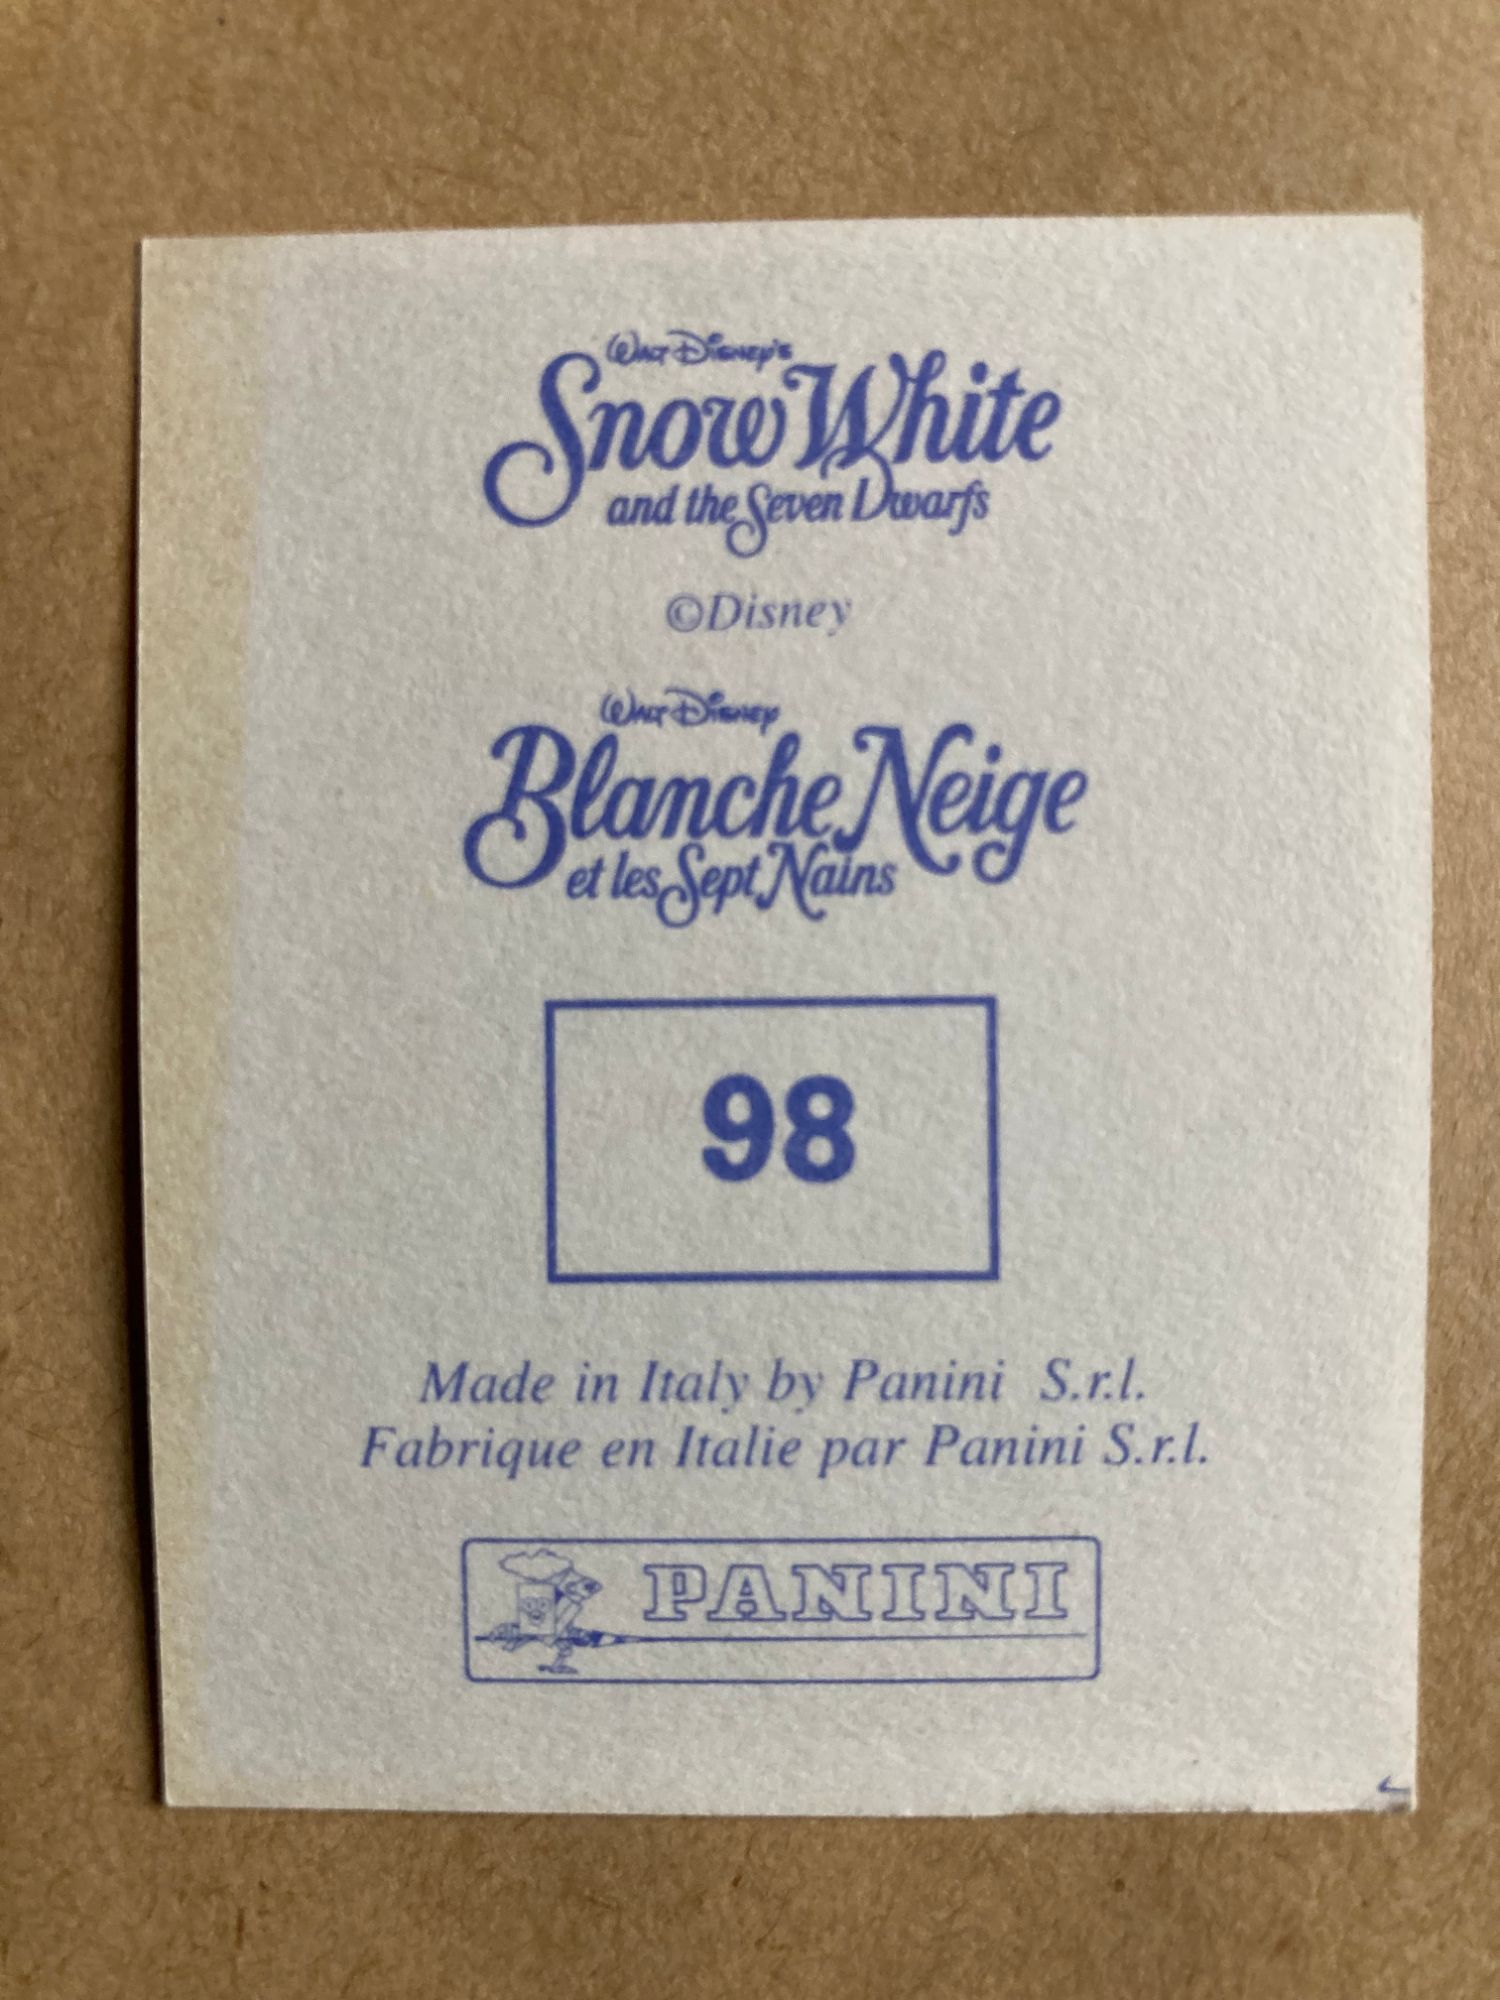 Walt Disney's
Snow White
and the Seven Dwarfs
©Disney
Walt Disney
Blanche Neige
et les Sept Nains
98
Made in Italy by Panini S.r.l.
Fabrique en Italie par Panini S.r.l.
PANINI